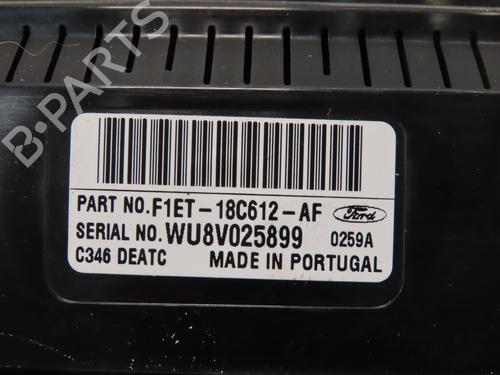 B-PARTS
PART NO.F1ET-18C612-AF Ford
SERIAL NO.WU8V025899 0259A
C346 DEATC MADE IN PORTUGAL